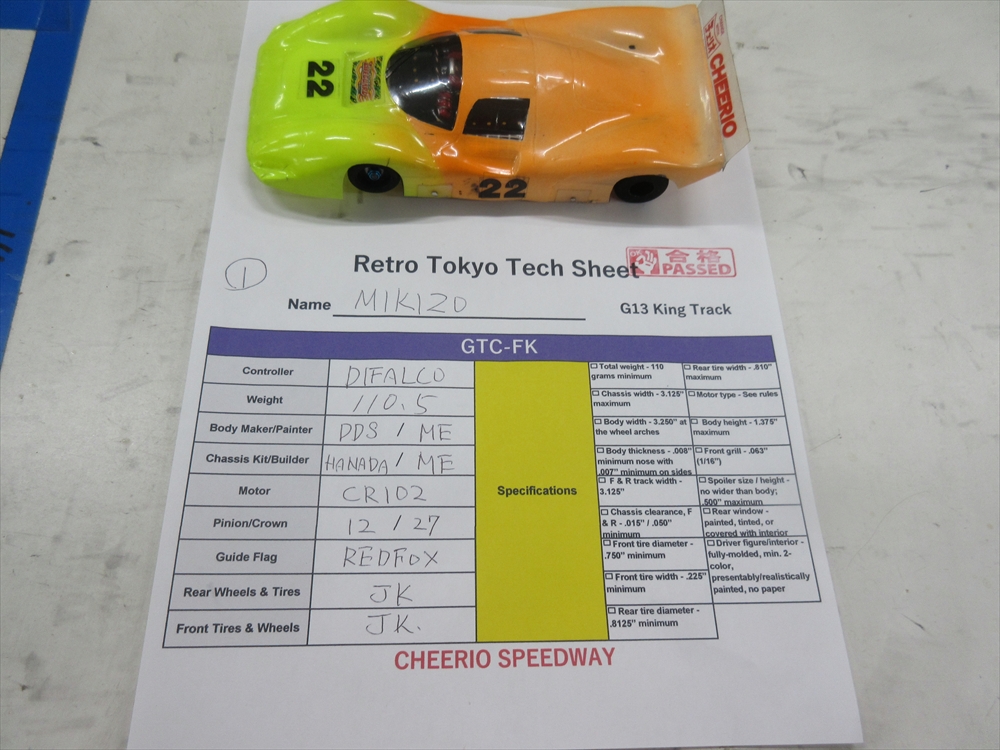 22
CHEERIO
22
1
Retro Tokyo Tech Sheet
合格
PASSED
Name MIKIZO
G13 King Track
GTC-FK
Controller DIFALCO
Weight 110.5
Body Maker/Painter DDS / ME
Chassis Kit/Builder HANADA / ME
Motor CR102
Pinion/Crown 12 / 27
Guide Flag REDFOX
Rear Wheels & Tires JK
Front Tires & Wheels JK.
Specifications
Total weight - 110
grams minimum
Rear tire width - .810"
maximum
Chassis width - 3.125"
maximum
Motor type - See rules
Body width - 3.250" at
the wheel arches
Body height - 1.375"
maximum
Body thickness - .008"
minimum nose with
.007" minimum on sides
Front grill - .063"
(1/16")
F & R track width -
3.125"
Spoiler size / height -
no wider than body;
.500" maximum
Chassis clearance, F
& R - .015" / .050"
minimum
Rear window -
painted, tinted, or
covered with interior
Front tire diameter -
.750" minimum
Driver figure/interior -
fully-molded, min. 2-
color,
presentably/realistically
painted, no paper
Front tire width - .225"
minimum
Rear tire diameter -
.8125" minimum
CHEERIO SPEEDWAY